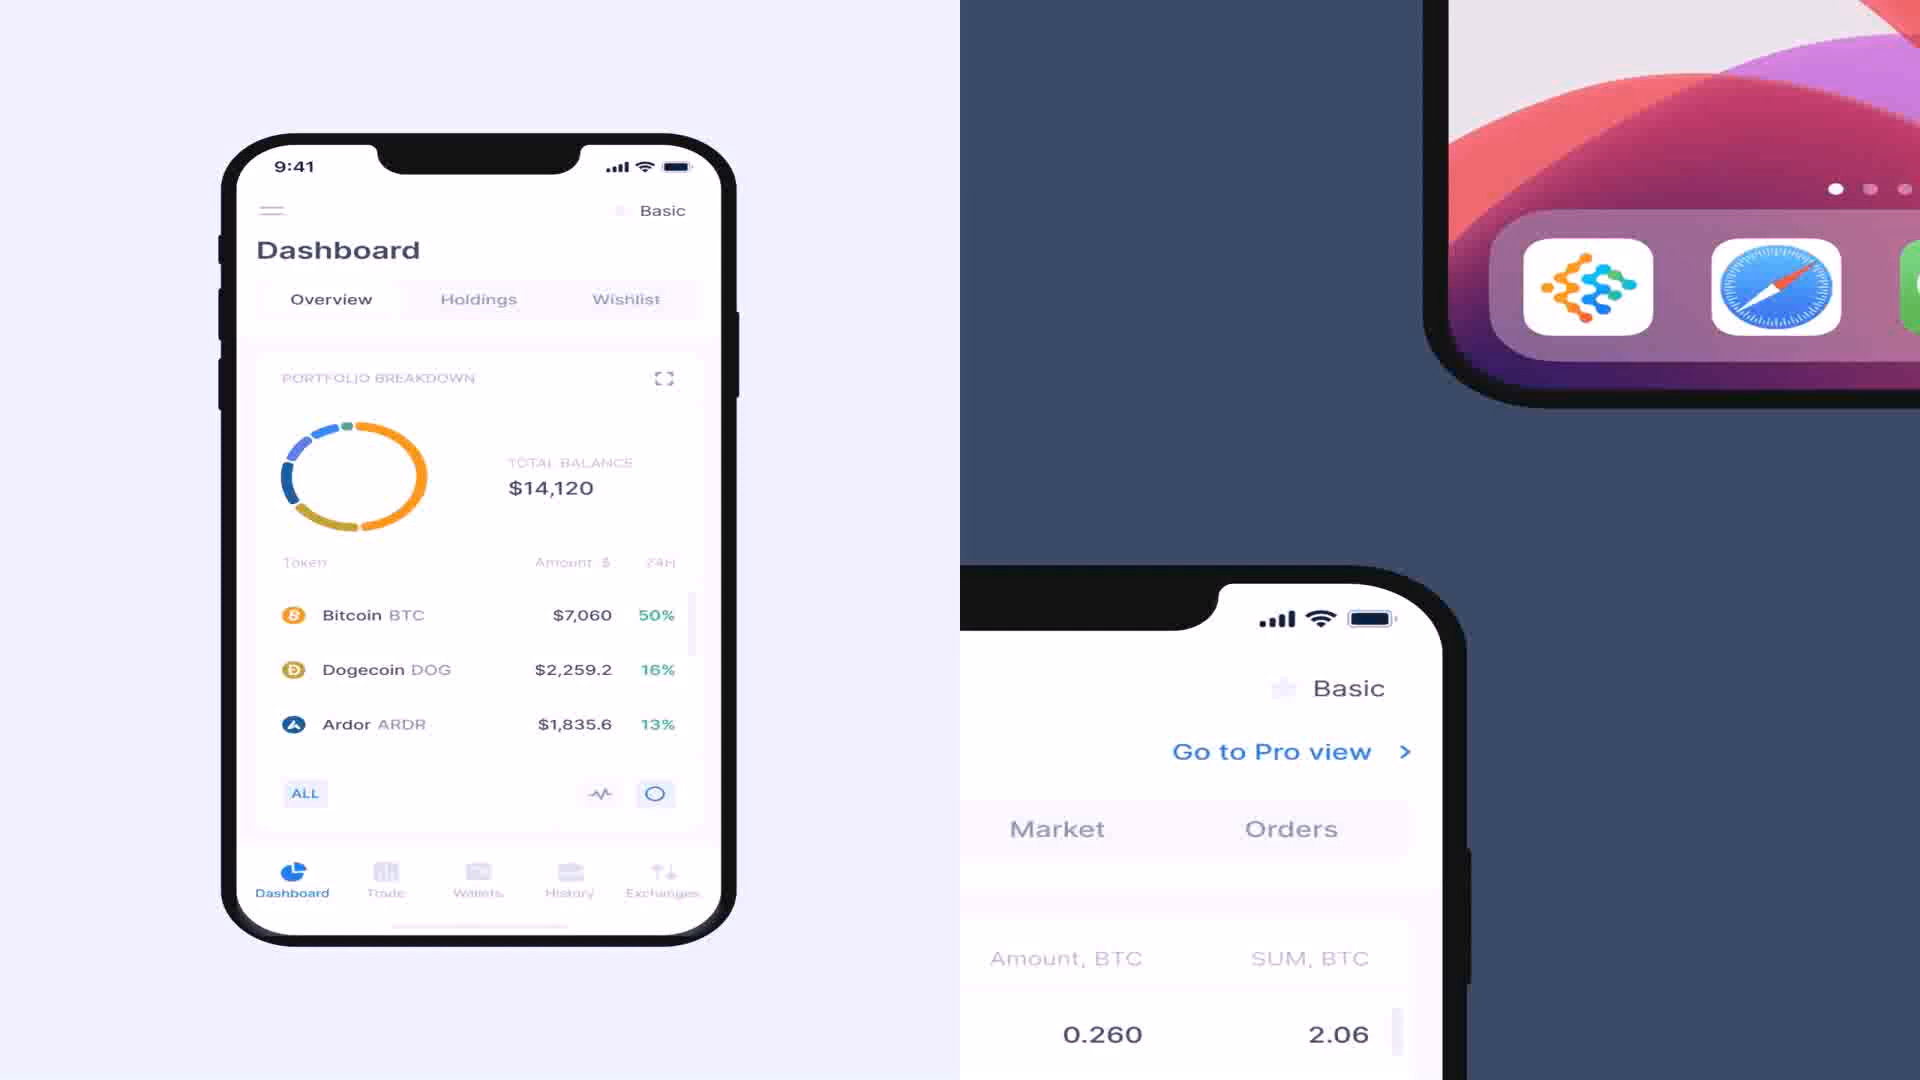 9:41
Basic
Dashboard
Overview Holdings Wishlist
PORTFOLIO BREAKDOWN
TOTAL BALANCE
$14,120
Token Amount $ 24H
Bitcoin BTC $7,060 50%
Dogecoin DOG $2,259.2 16%
Ardor ARDR $1,835.6 13%
ALL
Dashboard Trade Wallets History Exchanges
Basic
Go to Pro view >
Market Orders
Amount, BTC SUM, BTC
0.260 2.06